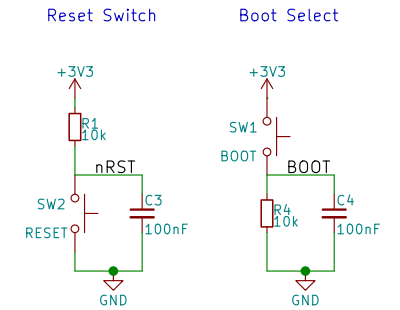 Reset Switch
Boot Select
+3V3
+3V3
R1
10k
SW1
BOOT
nRST
BOOT
SW2
RESET
C3
100nF
R4
10k
C4
100nF
GND
GND